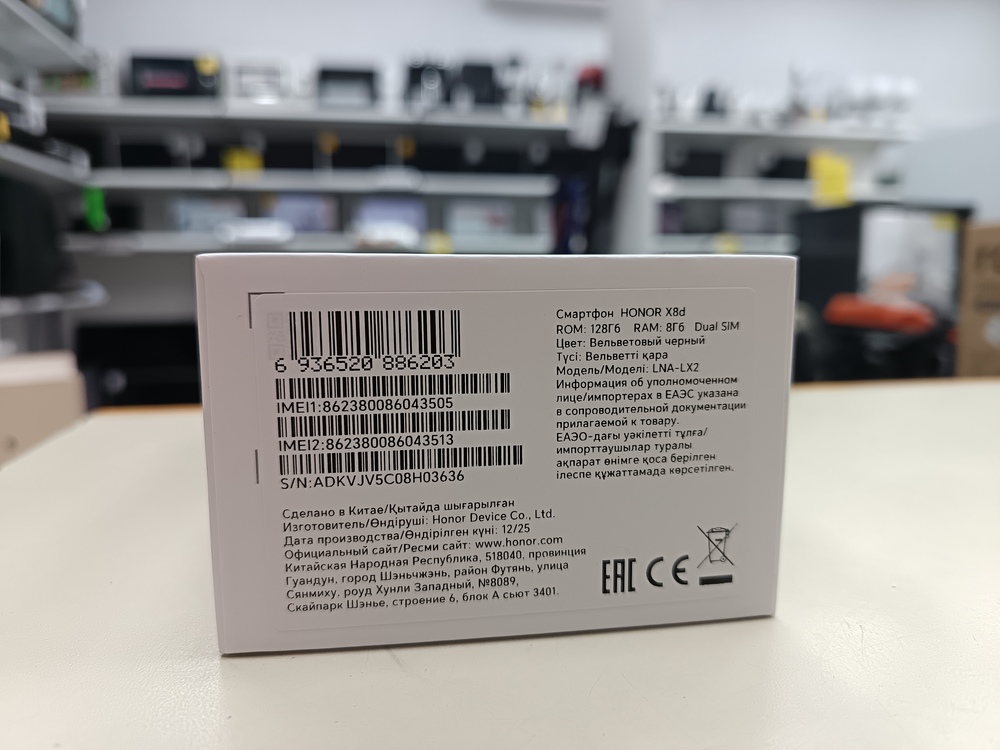 6 936520 886203
IMEI1:862380086043505
IMEI2:862380086043513
S/N:ADKVJV5C08H03636
Смартфон HONOR X8d
ROM: 128Гб RAM: 8Гб Dual SIM
Цвет: Вельветовый черный
Түсі: Вельветті қара
Модель/Моделі: LNA-LX2
Информация об уполномоченном
лице/импортерах в ЕАЭС указана
в сопроводительной документации
прилагаемой к товару.
ЕАЭО-дағы уәкілетті тұлға/
импорттаушылар туралы
ақпарат өнімге қоса берілген
ілеспе құжаттамада көрсетілген.
Сделано в Китае/Қытайда шығарылған
Изготовитель/Өндіруші: Honor Device Co., Ltd.
Дата производства/Өндірілген күні: 12/25
Официальный сайт/Ресми сайт: www.honor.com
Китайская Народная Республика, 518040, провинция
Гуандун, город Шэньчжэнь, район Футянь, улица
Сянмиху, роуд Хунли Западный, №8089,
Скайпарк Шэнье, строение 6, блок А сьют 3401.
EAC CE